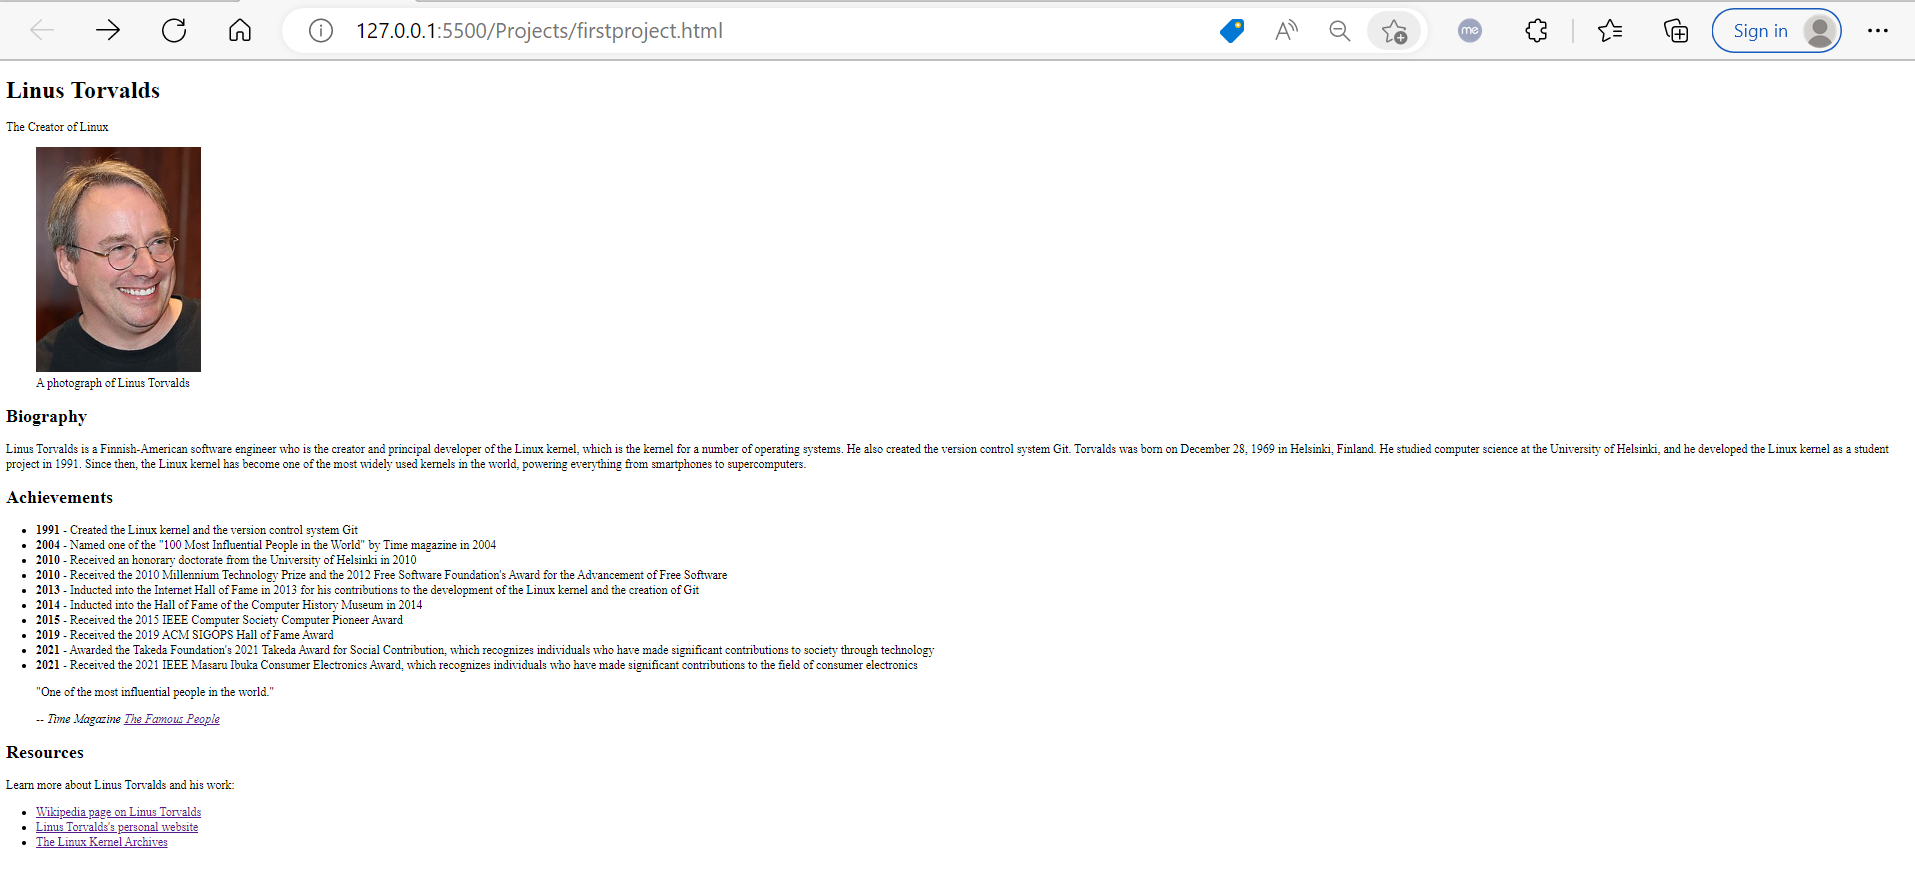 127.0.0.1:5500/Projects/firstproject.html
me
Sign in
Linus Torvalds
The Creator of Linux
A photograph of Linus Torvalds
Biography
Linus Torvalds is a Finnish-American software engineer who is the creator and principal developer of the Linux kernel, which is the kernel for a number of operating systems. He also created the version control system Git. Torvalds was born on December 28, 1969 in Helsinki, Finland. He studied computer science at the University of Helsinki, and he developed the Linux kernel as a student
project in 1991. Since then, the Linux kernel has become one of the most widely used kernels in the world, powering everything from smartphones to supercomputers.
Achievements
• 1991 - Created the Linux kernel and the version control system Git
• 2004 - Named one of the "100 Most Influential People in the World" by Time magazine in 2004
• 2010 - Received an honorary doctorate from the University of Helsinki in 2010
• 2010 - Received the 2010 Millennium Technology Prize and the 2012 Free Software Foundation's Award for the Advancement of Free Software
• 2013 - Inducted into the Internet Hall of Fame in 2013 for his contributions to the development of the Linux kernel and the creation of Git
• 2014 - Inducted into the Hall of Fame of the Computer History Museum in 2014
• 2015 - Received the 2015 IEEE Computer Society Computer Pioneer Award
• 2019 - Received the 2019 ACM SIGOPS Hall of Fame Award
• 2021 - Awarded the Takeda Foundation's 2021 Takeda Award for Social Contribution, which recognizes individuals who have made significant contributions to society through technology
• 2021 - Received the 2021 IEEE Masaru Ibuka Consumer Electronics Award, which recognizes individuals who have made significant contributions to the field of consumer electronics
"One of the most influential people in the world."
-- Time Magazine The Famous People
Resources
Learn more about Linus Torvalds and his work:
• Wikipedia page on Linus Torvalds
• Linus Torvalds's personal website
• The Linux Kernel Archives